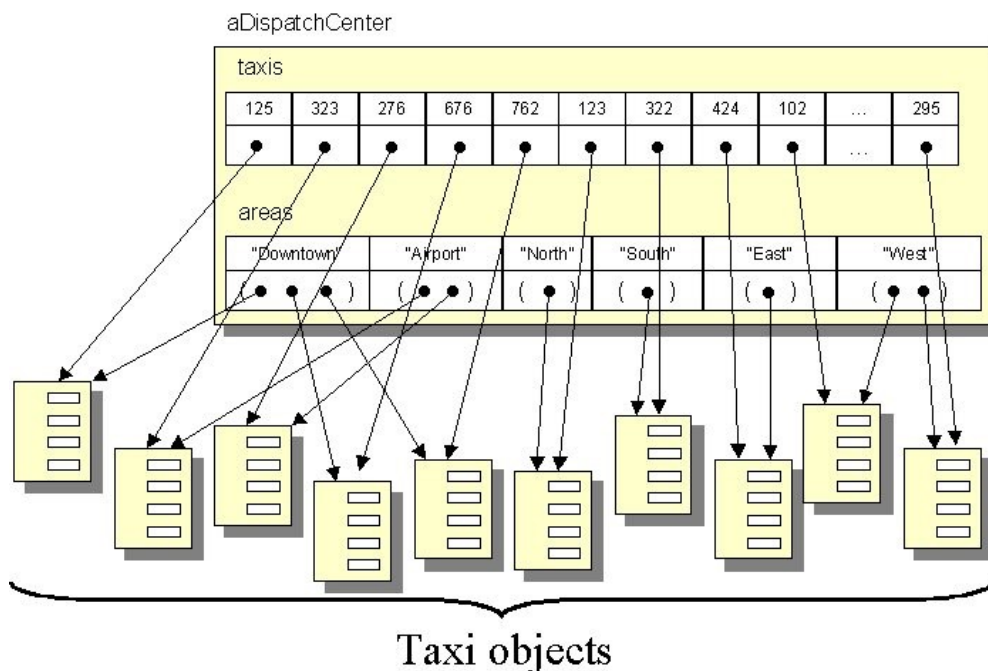 aDispatchCenter
taxis
125 323 276 676 762 123 322 424 102 ... 295
...
areas
"Downtown" "Airport" "North" "South" "East" "West"
( ) ( ) ( ) ( ) ( ) ( )
Taxi objects